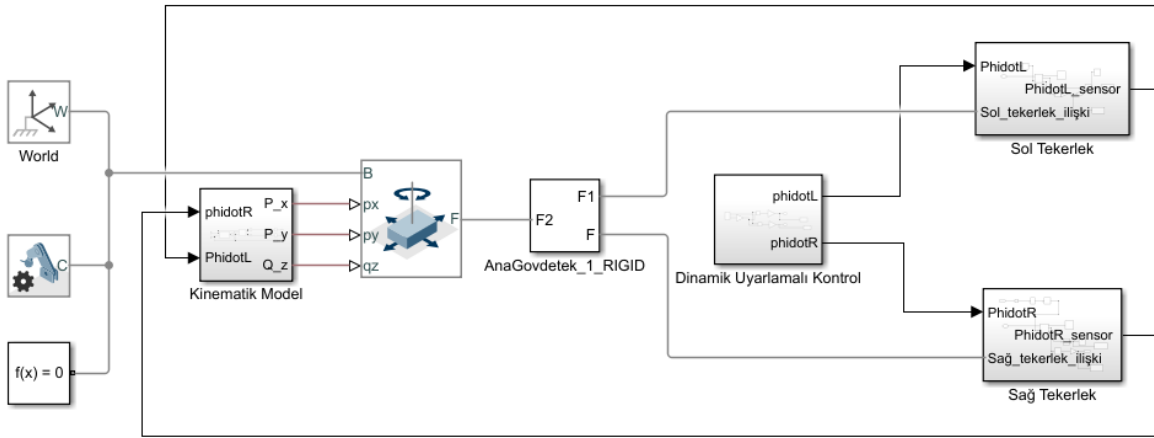 World
W
C
f(x) = 0
phidotR
PhidotL
P_x
P_y
Q_z
Kinematik Model
B
px
py
qz
F
F2
F1
F
AnaGovdetek_1_RIGID
phidotL
phidotR
Dinamik Uyarlamalı Kontrol
PhidotL
PhidotL_sensor
Sol_tekerlek_ilişki
Sol Tekerlek
PhidotR
PhidotR_sensor
Sağ_tekerlek_ilişki
Sağ Tekerlek